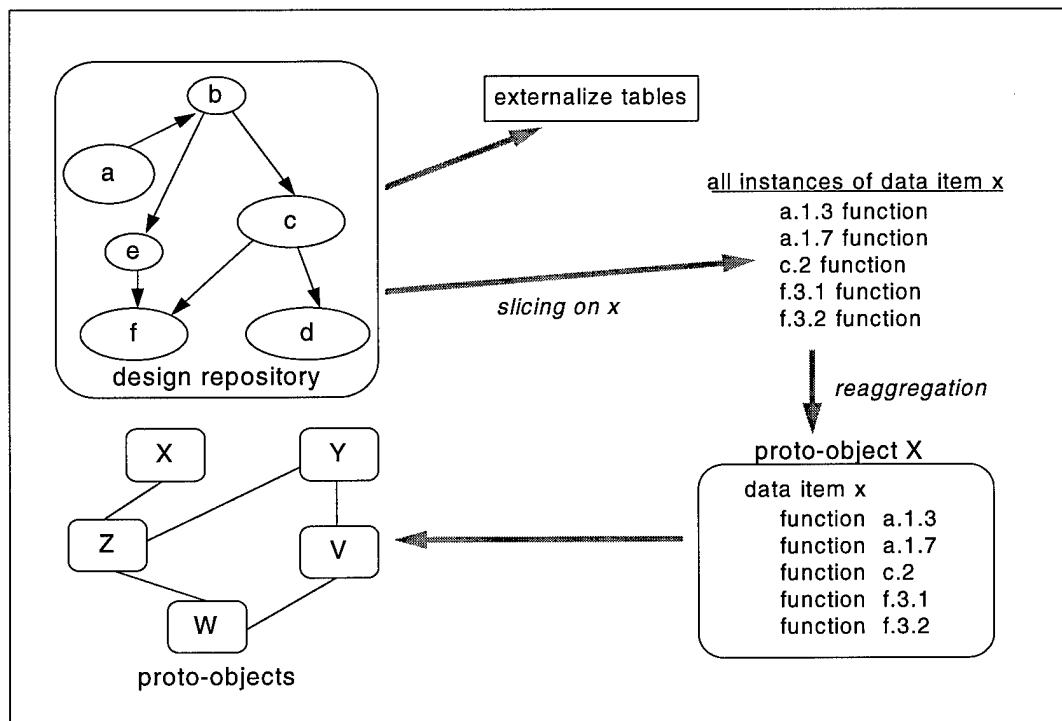 b
a
c
e
f
d
design repository
externalize tables
slicing on x
all instances of data item x
a.1.3 function
a.1.7 function
c.2 function
f.3.1 function
f.3.2 function
reaggregation
proto-object X
data item x
function a.1.3
function a.1.7
function c.2
function f.3.1
function f.3.2
X
Y
Z
V
W
proto-objects